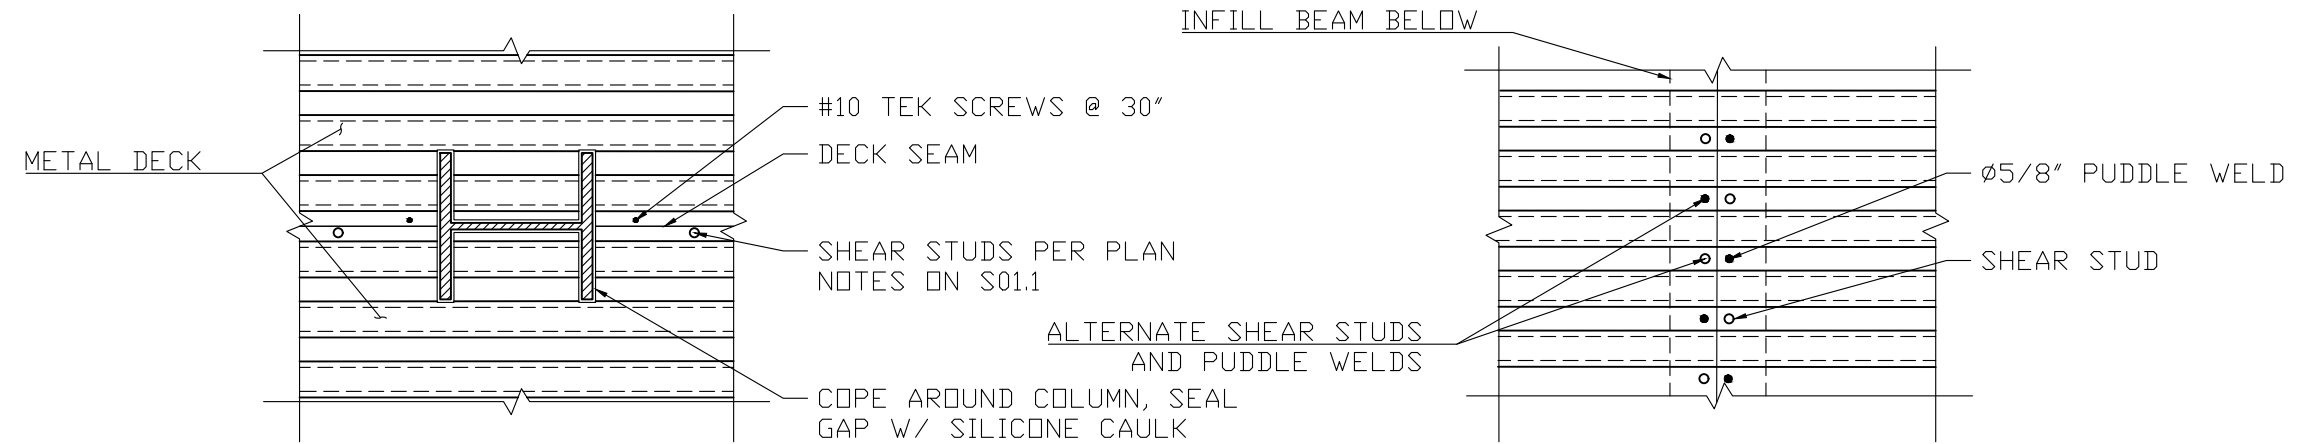 METAL DECK
#10 TEK SCREWS @ 30"
DECK SEAM
SHEAR STUDS PER PLAN
NOTES ON S01.1
COPE AROUND COLUMN, SEAL
GAP W/ SILICONE CAULK
INFILL BEAM BELOW
ALTERNATE SHEAR STUDS
AND PUDDLE WELDS
Ø5/8" PUDDLE WELD
SHEAR STUD